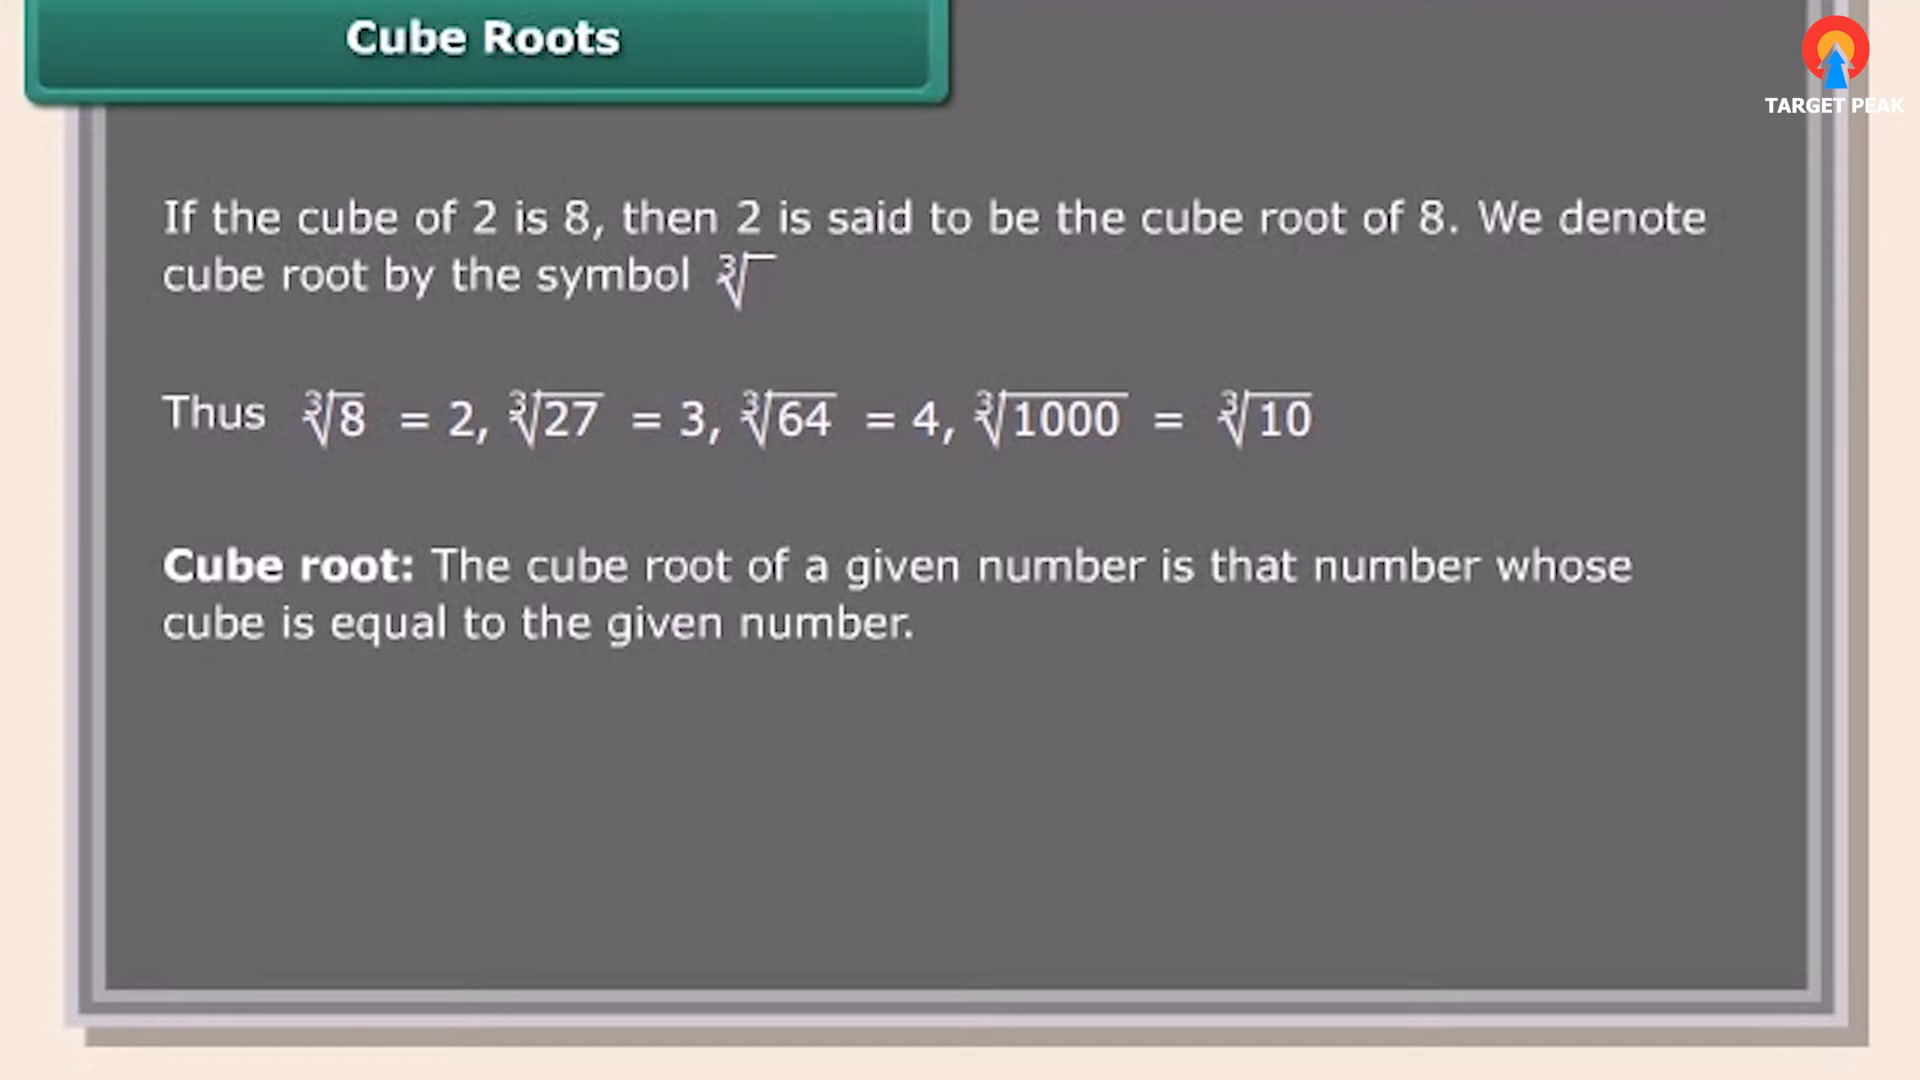 Cube Roots
TARGET PEAK
If the cube of 2 is 8, then 2 is said to be the cube root of 8. We denote
cube root by the symbol ∛
Thus ∛8 = 2, ∛27 = 3, ∛64 = 4, ∛1000 = ∛10
Cube root: The cube root of a given number is that number whose
cube is equal to the given number.